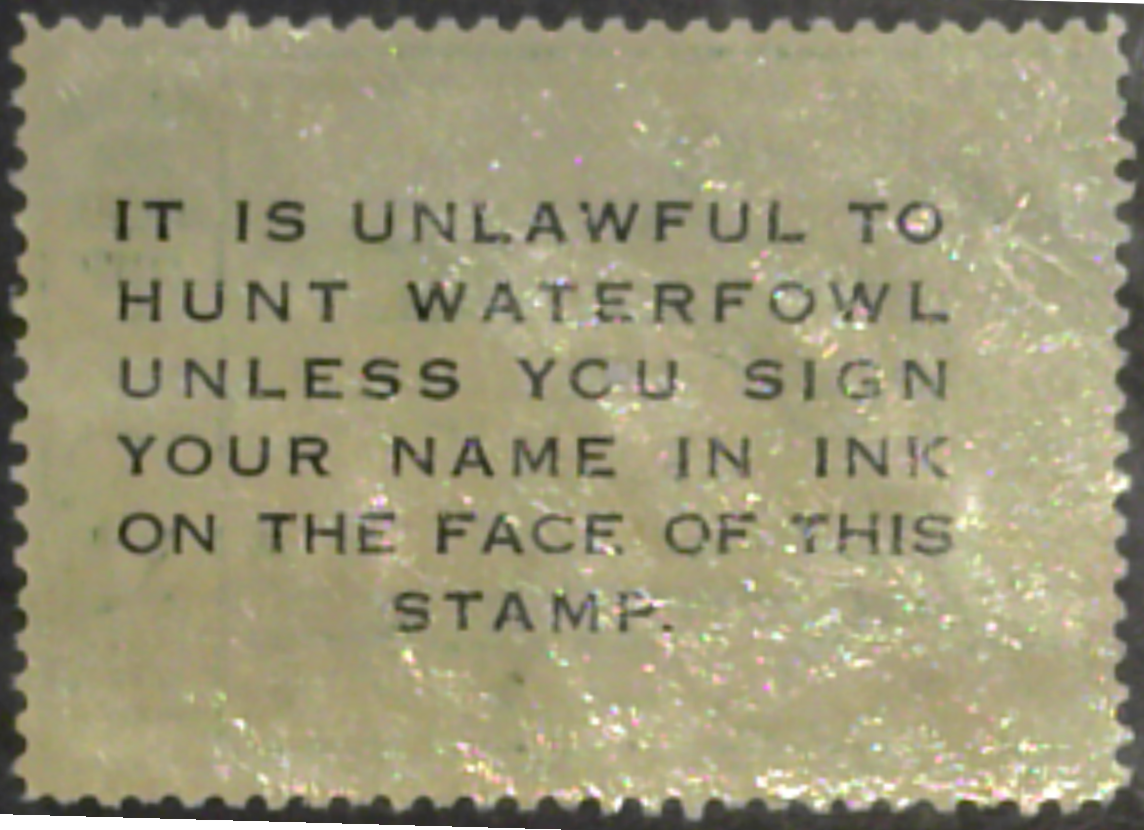 IT IS UNLAWFUL TO
HUNT WATERFOWL
UNLESS YOU SIGN
YOUR NAME IN INK
ON THE FACE OF THIS
STAMP.